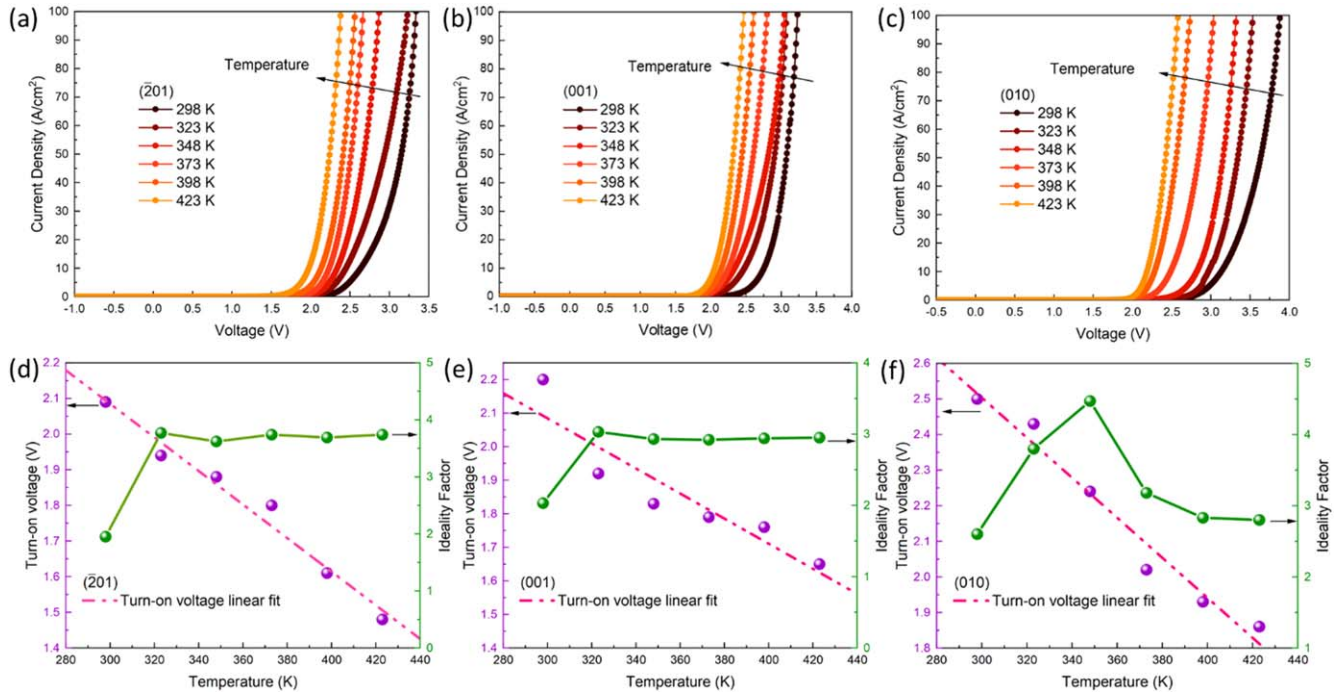 (a)
Current Density (A/cm²)
100
90
80
70
60
50
40
30
20
10
0
Temperature
(2̅01)
298 K
323 K
348 K
373 K
398 K
423 K
-1.0 -0.5 0.0 0.5 1.0 1.5 2.0 2.5 3.0 3.5
Voltage (V)
(b)
Current Density (A/cm²)
100
90
80
70
60
50
40
30
20
10
0
Temperature
(001)
298 K
323 K
348 K
373 K
398 K
423 K
-1.0 -0.5 0.0 0.5 1.0 1.5 2.0 2.5 3.0 3.5 4.0
Voltage (V)
(c)
Current Density (A/cm²)
100
90
80
70
60
50
40
30
20
10
0
Temperature
(010)
298 K
323 K
348 K
373 K
398 K
423 K
-0.5 0.0 0.5 1.0 1.5 2.0 2.5 3.0 3.5 4.0
Voltage (V)
(d)
Turn-on voltage (V)
2.2
2.1
2.0
1.9
1.8
1.7
1.6
1.5
1.4
(2̅01)
Turn-on voltage linear fit
280 300 320 340 360 380 400 420 440
Temperature (K)
5
4
3
2
1
0
Ideality Factor
(e)
Turn-on voltage (V)
2.2
2.1
2.0
1.9
1.8
1.7
1.6
1.5
1.4
(001)
Turn-on voltage linear fit
280 300 320 340 360 380 400 420 440
Temperature (K)
4
3
2
1
0
Ideality Factor
(f)
Turn-on voltage (V)
2.6
2.5
2.4
2.3
2.2
2.1
2.0
1.9
1.8
(010)
Turn-on voltage linear fit
280 300 320 340 360 380 400 420 440
Temperature (K)
5
4
3
2
1
Ideality Factor